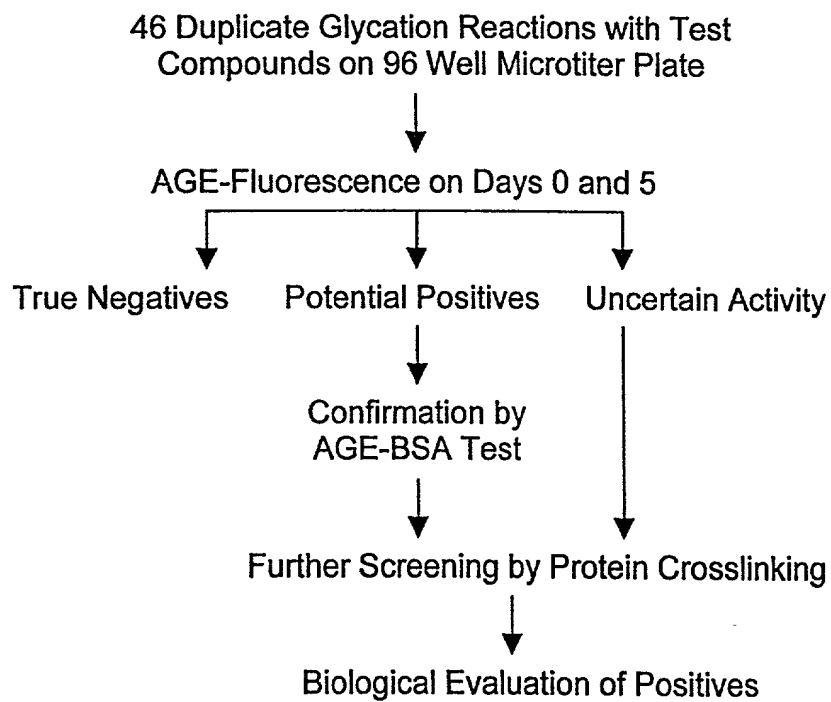 46 Duplicate Glycation Reactions with Test
Compounds on 96 Well Microtiter Plate
AGE-Fluorescence on Days 0 and 5
True Negatives
Potential Positives
Uncertain Activity
Confirmation by
AGE-BSA Test
Further Screening by Protein Crosslinking
Biological Evaluation of Positives